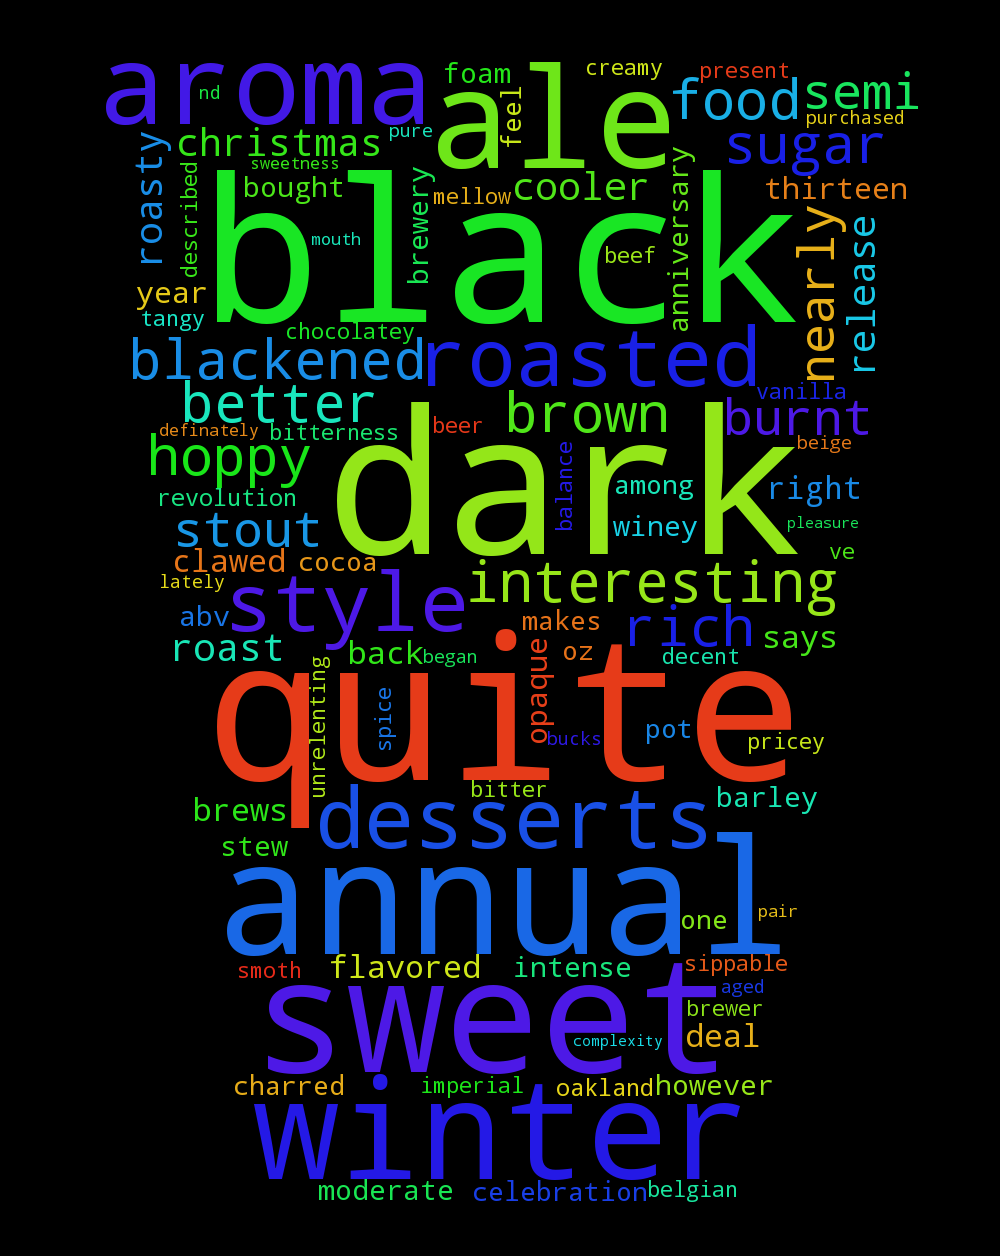 aroma
ale
foam
creamy
present
nd
feel
food
semi
purchased
christmas
pure
sugar
roasty
sweetness
described
bought
brewery
mellow
cooler
anniversary
thirteen
black
mouth
beef
nearly
release
year
tangy
chocolatey
blackened
roasted
vanilla
better
brown
burnt
definately
bitterness
beer
beige
hoppy
dark
balance
among
right
revolution
winey
pleasure
stout
ve
clawed
cocoa
interesting
lately
style
abv
makes
rich
says
roast
back
began
opaque
oz
decent
quite
unrelenting
spice
bucks
pot
pricey
bitter
barley
brews
desserts
stew
annual
one
pair
smoth
flavored
intense
sippable
sweet
aged
brewer
complexity
deal
charred
imperial
oakland
however
winter
moderate
celebration
belgian